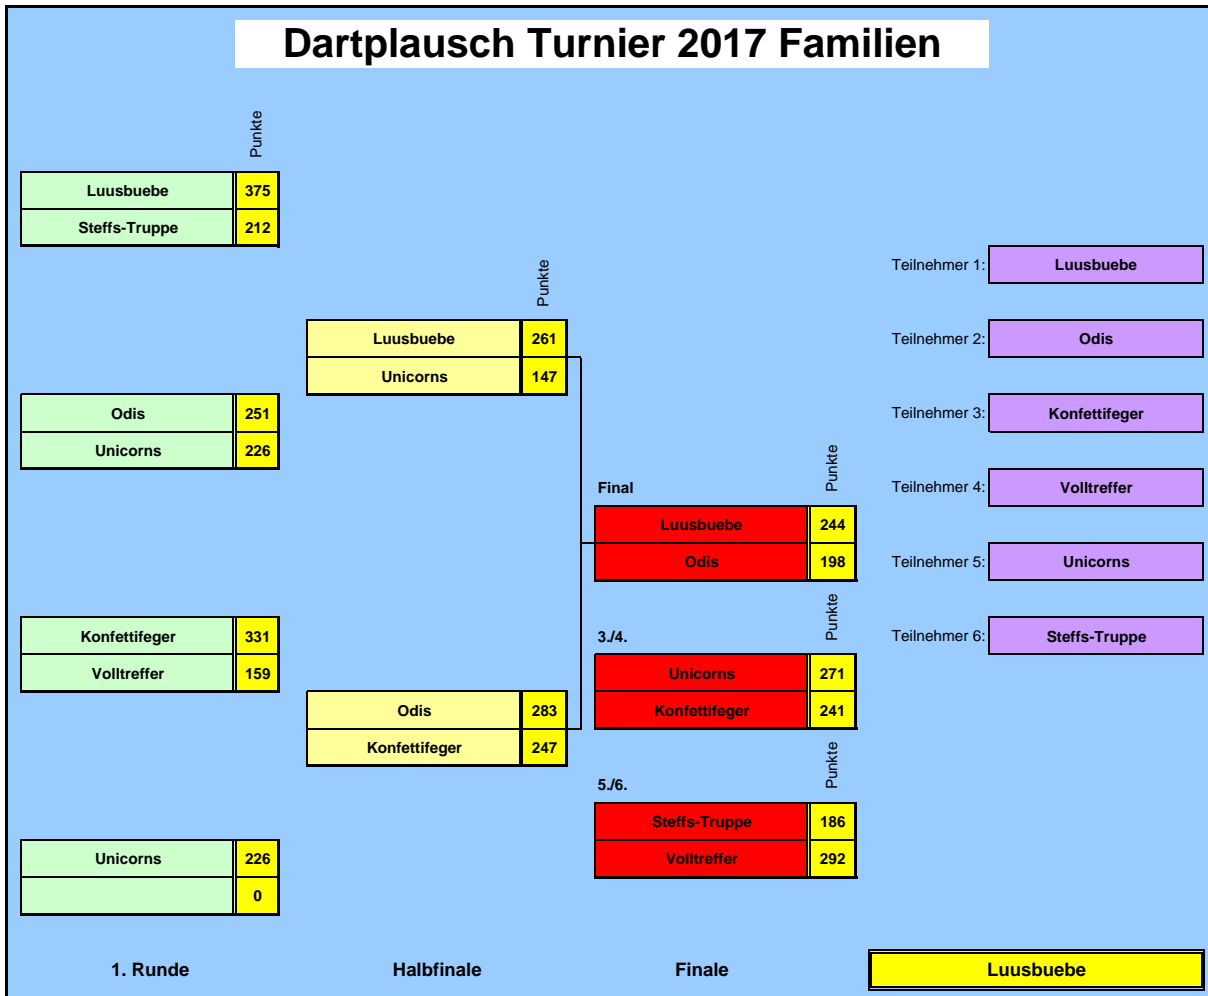 Dartplausch Turnier 2017 Familien
Punkte
Luusbuebe 375
Steffs-Truppe 212
Odis 251
Unicorns 226
Konfettifeger 331
Volltreffer 159
Unicorns 226
0
1. Runde
Punkte
Luusbuebe 261
Unicorns 147
Odis 283
Konfettifeger 247
Halbfinale
Final
Punkte
Luusbuebe 244
Odis 198
3./4.
Punkte
Unicorns 271
Konfettifeger 241
5./6.
Punkte
Steffs-Truppe 186
Volltreffer 292
Finale
Teilnehmer 1: Luusbuebe
Teilnehmer 2: Odis
Teilnehmer 3: Konfettifeger
Teilnehmer 4: Volltreffer
Teilnehmer 5: Unicorns
Teilnehmer 6: Steffs-Truppe
Luusbuebe